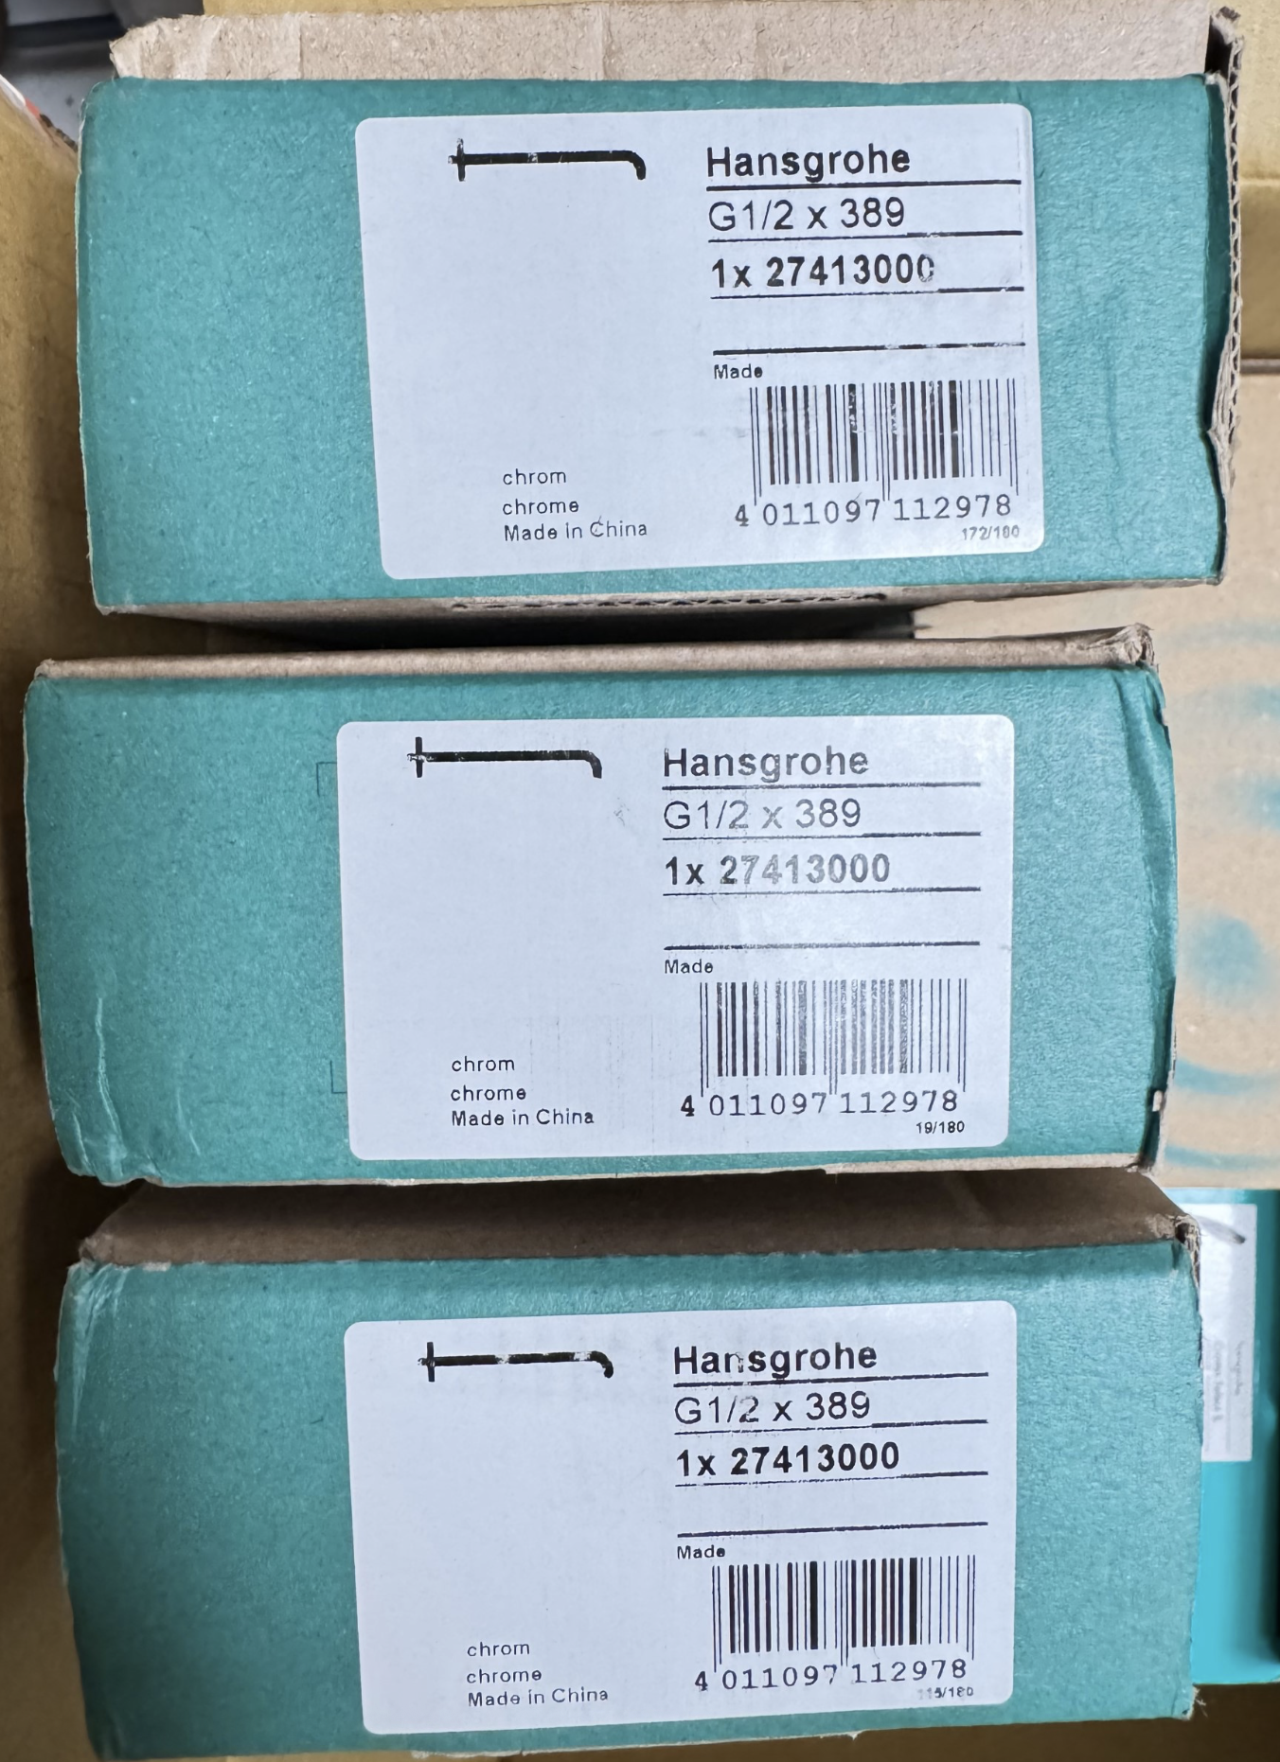 Hansgrohe
G1/2 x 389
1x 27413000
Made
chrom
chrome
Made in China
4 011097 112978
172/180
Hansgrohe
G1/2 x 389
1x 27413000
Made
chrom
chrome
Made in China
4 011097 112978
19/180
Hansgrohe
G1/2 x 389
1x 27413000
Made
chrom
chrome
Made in China
4 011097 112978